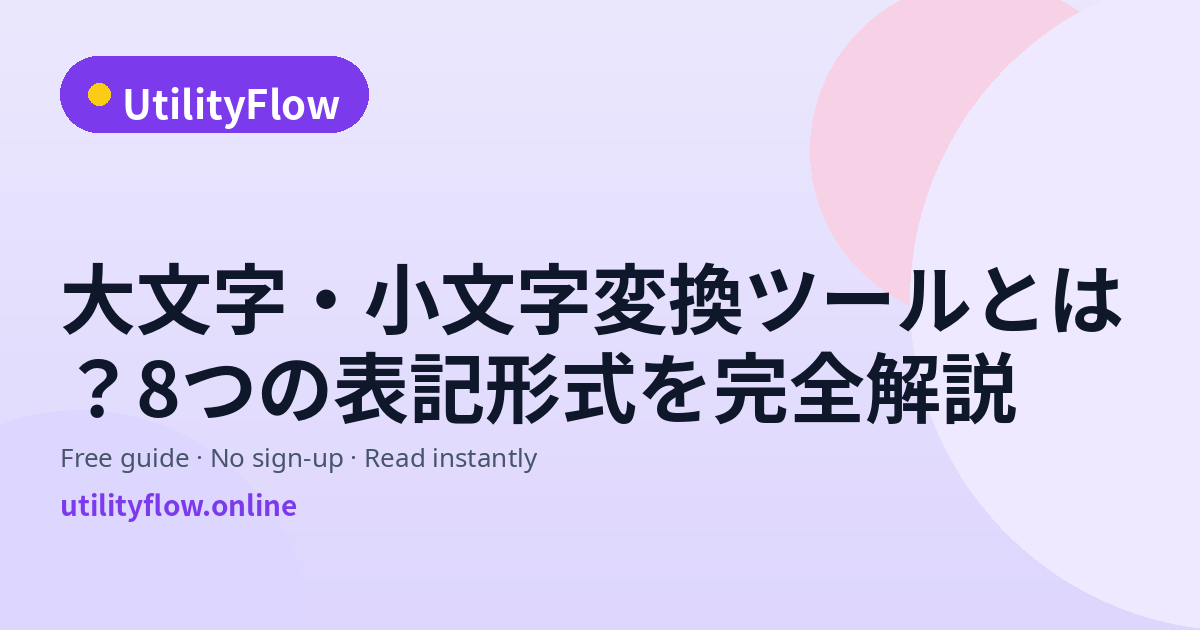 UtilityFlow
大文字・小文字変換ツールとは
？8つの表記形式を完全解説
Free guide · No sign-up · Read instantly
utilityflow.online